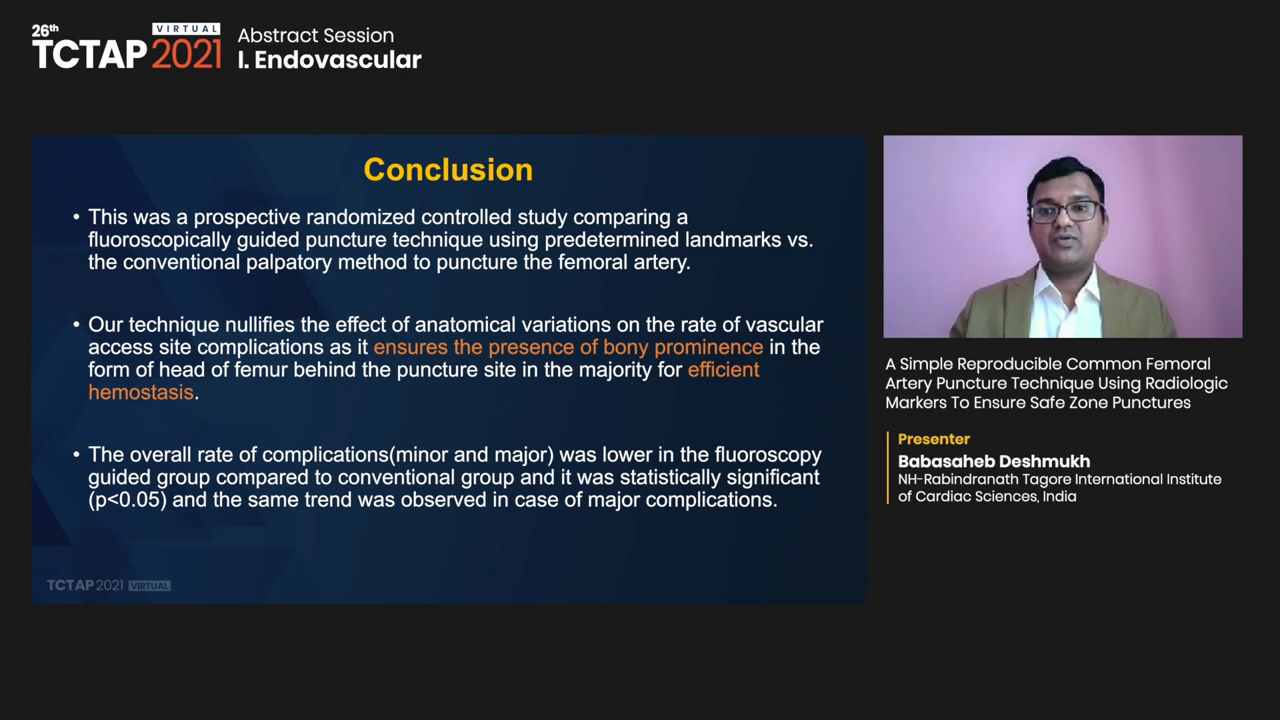 26th
TCTAP VIRTUAL 2021
Abstract Session
I. Endovascular
Conclusion
• This was a prospective randomized controlled study comparing a
fluoroscopically guided puncture technique using predetermined landmarks vs.
the conventional palpatory method to puncture the femoral artery.
• Our technique nullifies the effect of anatomical variations on the rate of vascular
access site complications as it ensures the presence of bony prominence in the
form of head of femur behind the puncture site in the majority for efficient
hemostasis.
• The overall rate of complications(minor and major) was lower in the fluoroscopy
guided group compared to conventional group and it was statistically significant
(p<0.05) and the same trend was observed in case of major complications.
TCTAP 2021 VIRTUAL
A Simple Reproducible Common Femoral
Artery Puncture Technique Using Radiologic
Markers To Ensure Safe Zone Punctures
Presenter
Babasaheb Deshmukh
NH-Rabindranath Tagore International Institute
of Cardiac Sciences, India